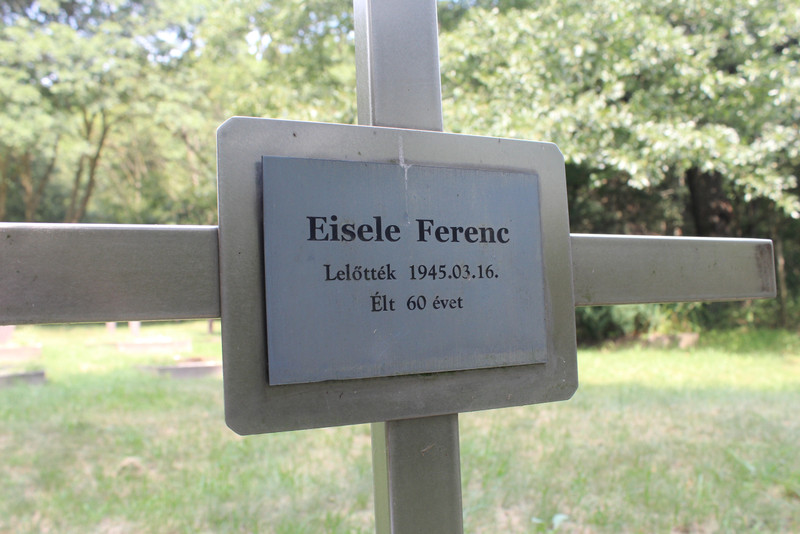 Eisele Ferenc
Lelőtték 1945.03.16.
Élt 60 évet